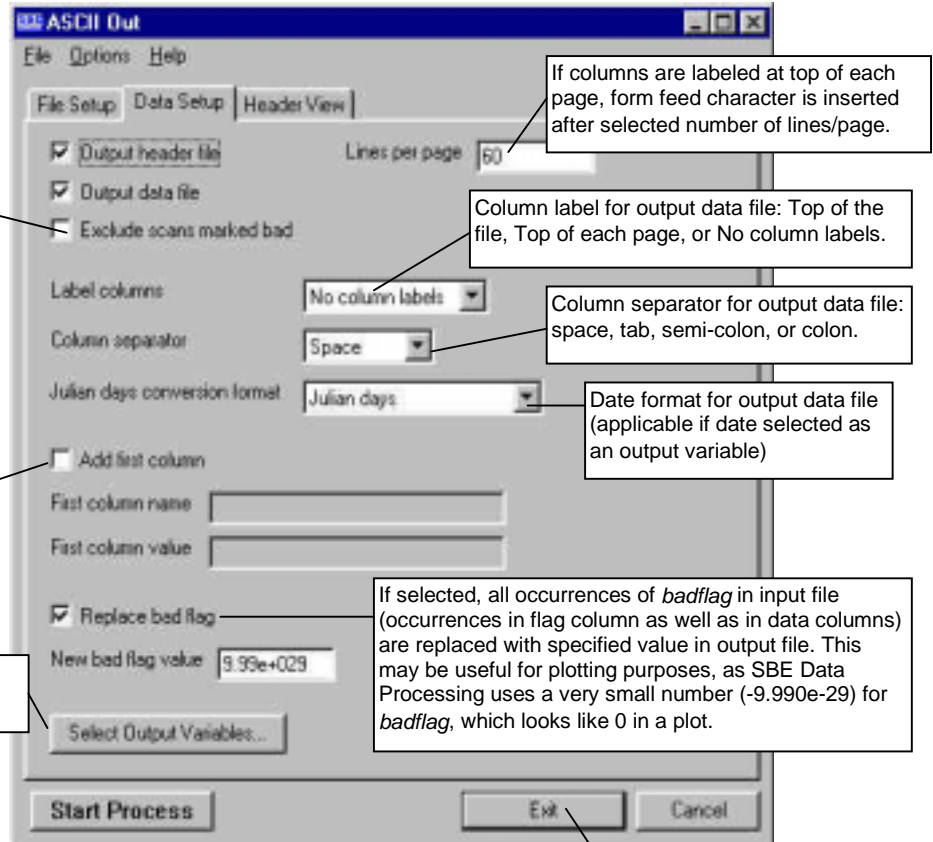 SBE ASCII Out
File Options Help
If columns are labeled at top of each
page, form feed character is inserted
after selected number of lines/page.
File Setup Data Setup Header View
Output header file
Lines per page 60
Output data file
Exclude scans marked bad
Column label for output data file: Top of the
file, Top of each page, or No column labels.
Label columns No column labels
Column separator for output data file:
space, tab, semi-colon, or colon.
Column separator Space
Julian days conversion format Julian days
Date format for output data file
(applicable if date selected as
an output variable)
Add first column
First column name
First column value
If selected, all occurrences of badflag in input file
(occurrences in flag column as well as in data columns)
are replaced with specified value in output file. This
may be useful for plotting purposes, as SBE Data
Processing uses a very small number (-9.990e-29) for
badflag, which looks like 0 in a plot.
Replace bad flag
New bad flag value 9.99e+029
Select Output Variables...
Start Process Exit Cancel